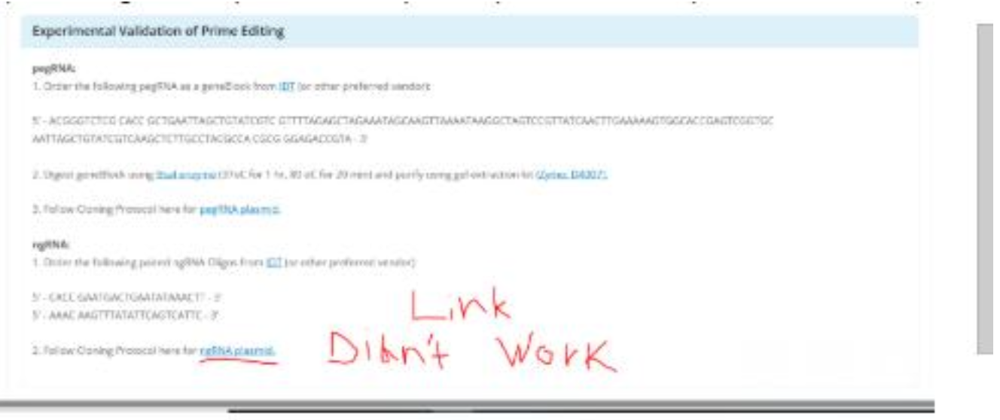 Experimental Validation of Prime Editing
pegRNA:
1. Order the following pegRNA as a geneBlock from IDT (or other preferred vendor):
5' - ACGGGTCTCG CACC GCTGAATTAGCTGTATCGTC GTTTTAGAGCTAGAAATAGCAAGTTAAAATAAGGCTAGTCCGTTATCAACTTGAAAAAGTGGCACCGAGTCGGTGC
AATTAGCTGTATCGTCAAGCTCTTGCCTACGCCA CGCG GGAGACCGTA - 3'
2. Digest geneBlock using enzyme (37oC for 1 hr, 80 oC for 20 min) and purify using gel extraction kit (Zymo,
3. Follow Cloning Protocol here for pegRNA plasmid.
ngRNA:
1. Order the following paired ngRNA Oligos from IDT (or other preferred vendor):
5' - CACC GAATGACTGAATATAAACTT - 3'
5' - AAAC AAGTTTATATTCAGTCATTC - 3'
2. Follow Cloning Protocol here for ngRNA plasmid.
Link
Didn't Work